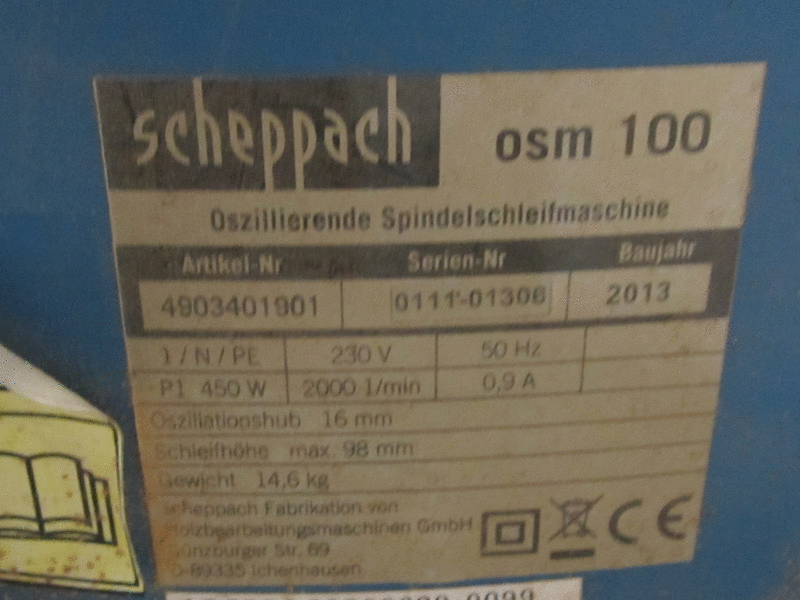 scheppach osm 100
Oszillierende Spindelschleifmaschine
Artikel-Nr Serien-Nr Baujahr
4903401901 0111-01306 2013
1 / N / PE 230 V 50 Hz
P1 450 W 2000 1/min 0,9 A
Oszillationshub 16 mm
Schleifhöhe max. 98 mm
Gewicht 14,6 kg
scheppach Fabrikation von
Holzbearbeitungsmaschinen GmbH
Günzburger Str. 69
D-89335 Ichenhausen
CE